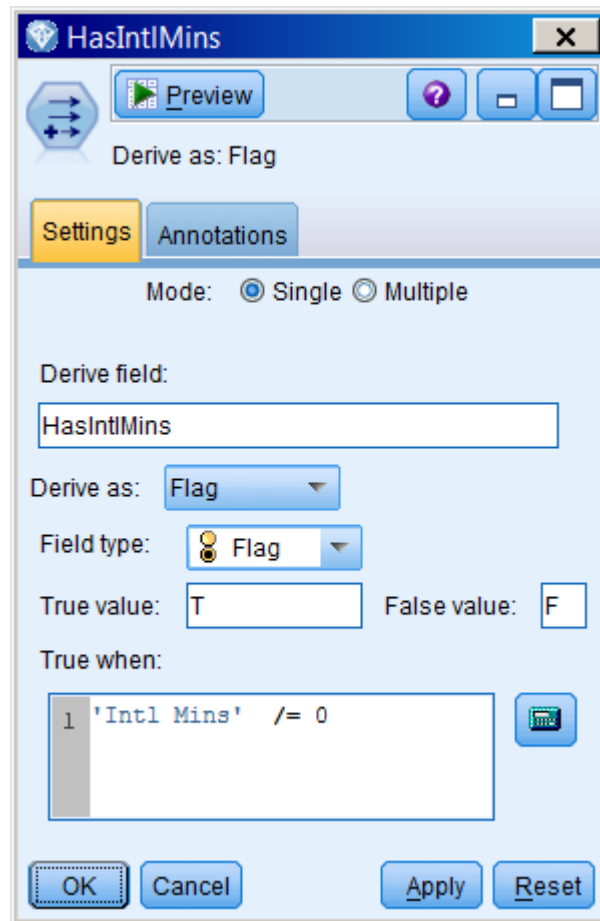 HasIntlMins
Preview
Derive as: Flag
Settings Annotations
Mode: Single Multiple
Derive field:
HasIntlMins
Derive as: Flag
Field type: Flag
True value: T False value: F
True when:
1 'Intl Mins' /= 0
OK Cancel Apply Reset